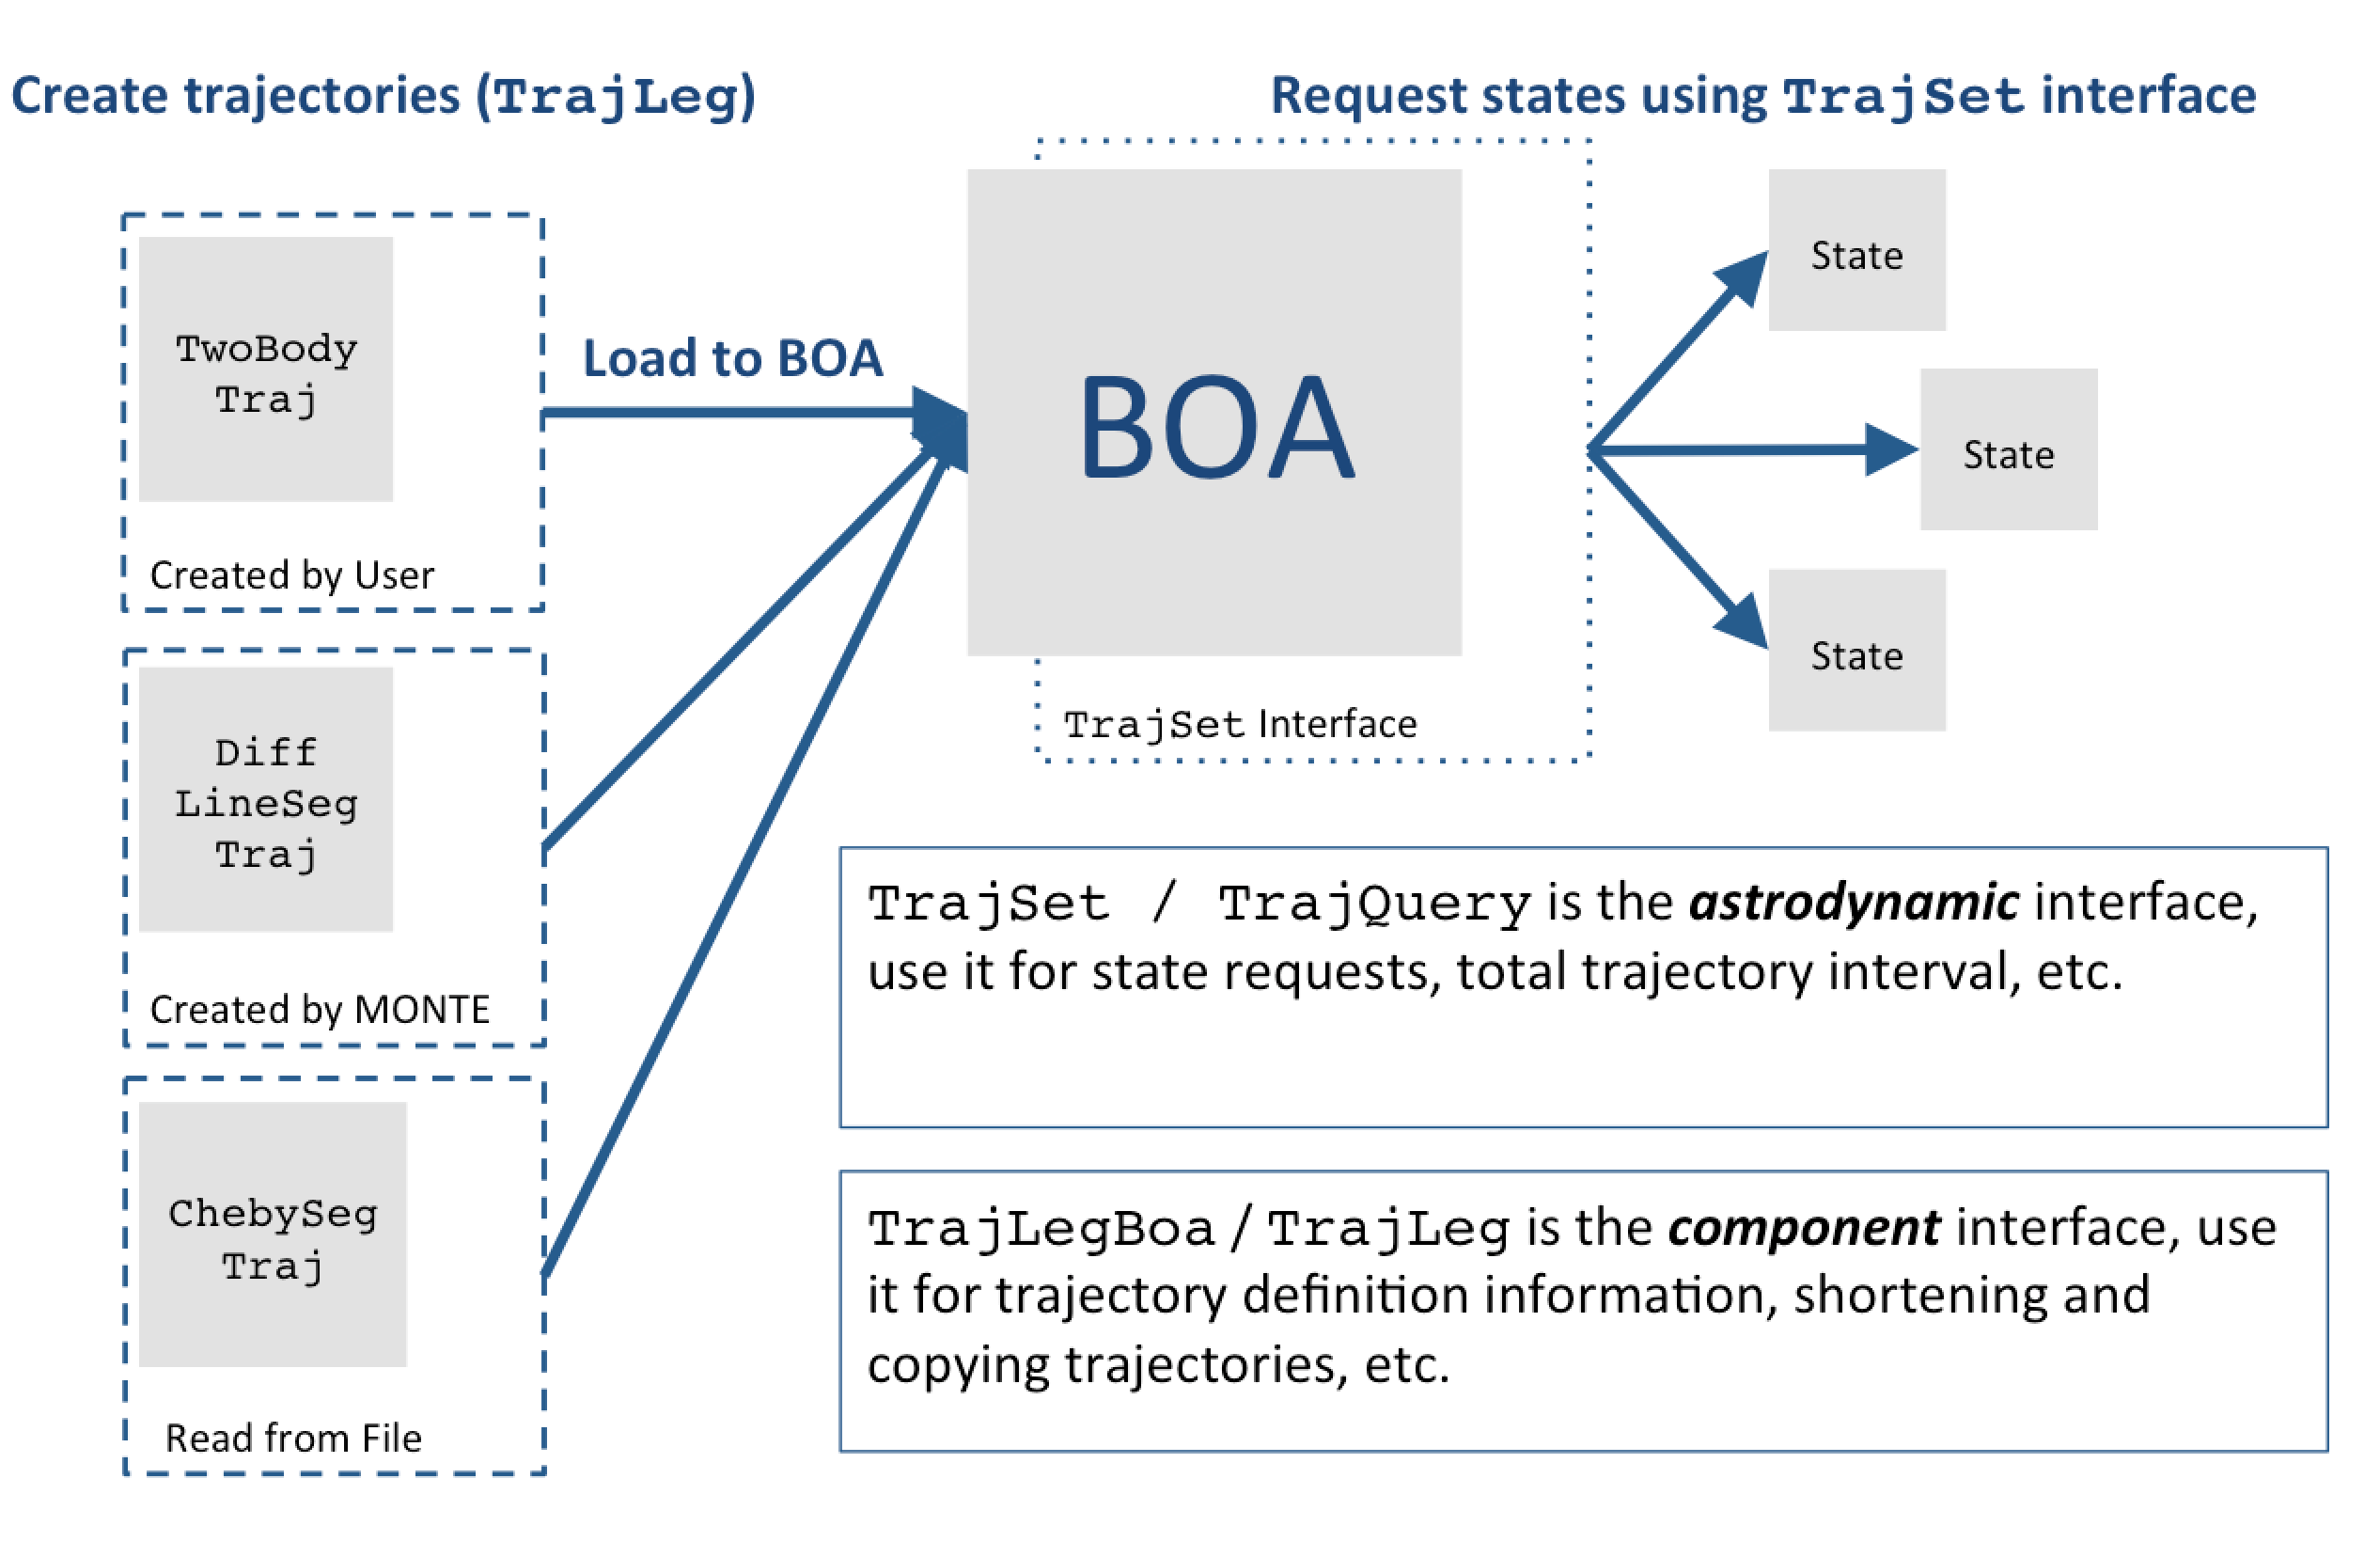 Create trajectories (TrajLeg)
Request states using TrajSet interface
TwoBody
Traj
Created by User
Load to BOA
BOA
TrajSet Interface
State
State
State
Diff
LineSeg
Traj
Created by MONTE
ChebySeg
Traj
Read from File
TrajSet / TrajQuery is the astrodynamic interface,
use it for state requests, total trajectory interval, etc.
TrajLegBoa / TrajLeg is the component interface, use
it for trajectory definition information, shortening and
copying trajectories, etc.